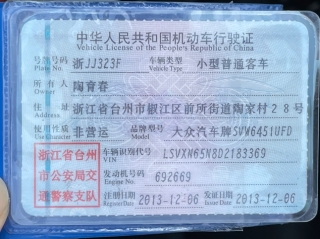 中华人民共和国机动车行驶证
Vehicle License of the People's Republic of China
号牌号码 浙JJ323F 车辆类型 小型普通客车
Plate No. Vehicle Type
所有人 陶育春
Owner
住址 浙江省台州市椒江区前所街道陶家村28号
Address
使用性质 非营运 品牌型号 大众汽车牌SVW6451UFD
Use Character Model
浙江省台州市公安局交通警察支队
车辆识别代号 LSVXM65N8D2183369
VIN
发动机号码 692669
Engine No.
注册日期 2013-12-06 发证日期 2013-12-06
Register Date Issue Date